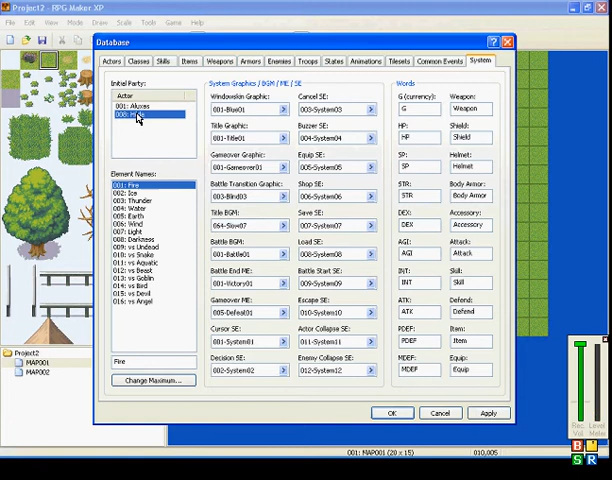 Project2 - RPG Maker XP
File Edit View Mode Draw Scale Tools Game Help
Database
Actors Classes Skills Items Weapons Armors Enemies Troops States Animations Tilesets Common Events System
Initial Party:
Actor
001: Aluxes
008:
Element Names:
001: Fire
002: Ice
003: Thunder
004: Water
005: Earth
006: Wind
007: Light
008: Darkness
009: vs Undead
010: vs Snake
011: vs Aquatic
012: vs Beast
013: vs Goblin
014: vs Bird
015: vs Devil
016: vs Angel
Fire
Change Maximum...
System Graphics / BGM / ME / SE
Windowskin Graphic:
001-Blue01
Title Graphic:
001-Title01
Gameover Graphic:
001-Gameover01
Battle Transition Graphic:
003-Blind03
Title BGM:
064-Slow07
Battle BGM:
001-Battle01
Battle End ME:
001-Victory01
Gameover ME:
005-Defeat01
Cursor SE:
001-System01
Decision SE:
002-System02
Cancel SE:
003-System03
Buzzer SE:
004-System04
Equip SE:
005-System05
Shop SE:
006-System06
Save SE:
007-System07
Load SE:
008-System08
Battle Start SE:
009-System09
Escape SE:
010-System10
Actor Collapse SE:
011-System11
Enemy Collapse SE:
012-System12
Words
G (currency):
G
HP:
HP
SP:
SP
STR:
STR
DEX:
DEX
AGI:
AGI
INT:
INT
ATK:
ATK
PDEF:
PDEF
MDEF:
MDEF
Weapon:
Weapon
Shield:
Shield
Helmet:
Helmet
Body Armor:
Body Armor
Accessory:
Accessory
Attack:
Attack
Skill:
Skill
Defend:
Defend
Item:
Item
Equip:
Equip
OK Cancel Apply
Project2
MAP001
MAP002
Rec. Vol Level Meter
B R
S R
001: MAP001 (20 x 15) 010,005